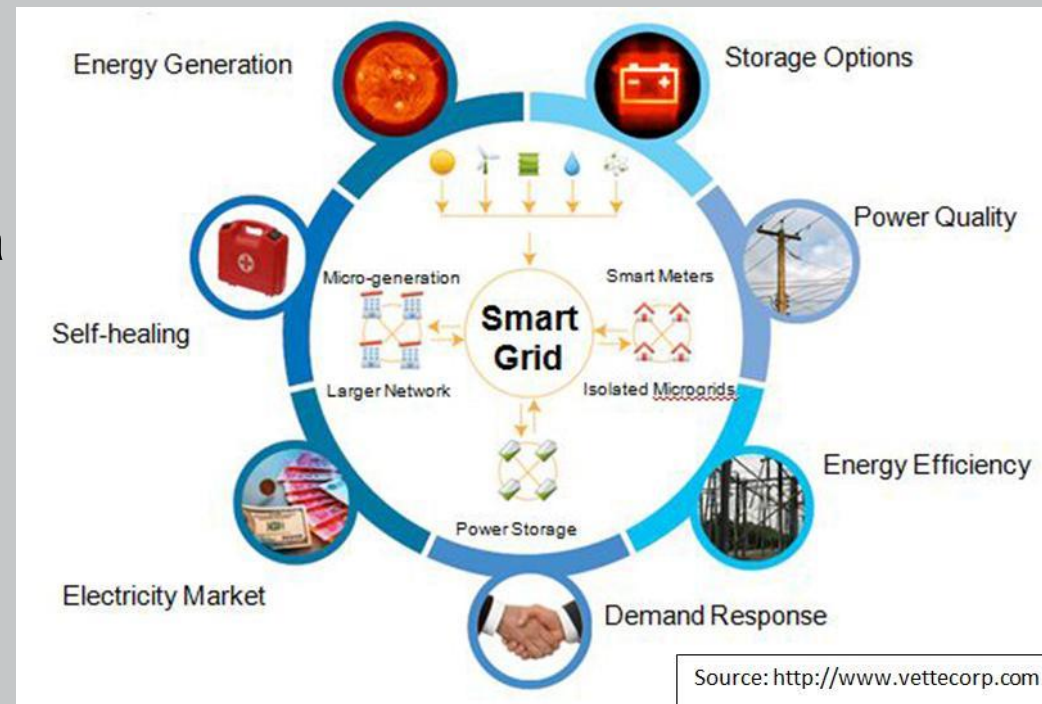 Energy Generation
Storage Options
Power Quality
Micro-generation
Smart Meters
Smart
Grid
Self-healing
Larger Network
Isolated Microgrids
Energy Efficiency
Power Storage
Electricity Market
Demand Response
Source: http://www.vettecorp.com